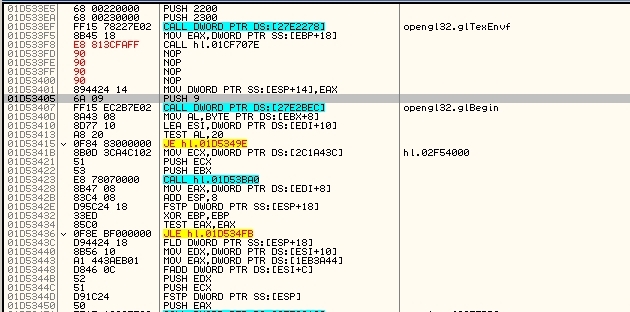 01D533E5 68 00220000 PUSH 2200
01D533EA 68 00230000 PUSH 2300
01D533EF FF15 78227E02 CALL DWORD PTR DS:[27E2278] opengl32.glTexEnvf
01D533F5 8B45 18 MOV EAX,DWORD PTR SS:[EBP+18]
01D533F8 E8 813CFAFF CALL hl.01CF707E
01D533FD 90 NOP
01D533FE 90 NOP
01D533FF 90 NOP
01D53400 90 NOP
01D53401 894424 14 MOV DWORD PTR SS:[ESP+14],EAX
01D53405 6A 09 PUSH 9
01D53407 FF15 EC2B7E02 CALL DWORD PTR DS:[27E2BEC] opengl32.glBegin
01D5340D 8A43 08 MOV AL,BYTE PTR DS:[EBX+8]
01D53410 8D77 10 LEA ESI,DWORD PTR DS:[EDI+10]
01D53413 A8 20 TEST AL,20
01D53415 0F84 83000000 JE hl.01D5349E
01D5341B 8B0D 3CA4C102 MOV ECX,DWORD PTR DS:[2C1A43C] hl.02F54000
01D53421 51 PUSH ECX
01D53422 53 PUSH EBX
01D53423 E8 78070000 CALL hl.01D53BA0
01D53428 8B47 08 MOV EAX,DWORD PTR DS:[EDI+8]
01D5342B 83C4 08 ADD ESP,8
01D5342E D95C24 18 FSTP DWORD PTR SS:[ESP+18]
01D53432 33ED XOR EBP,EBP
01D53434 85C0 TEST EAX,EAX
01D53436 0F8E BF000000 JLE hl.01D534FB
01D5343C D94424 18 FLD DWORD PTR SS:[ESP+18]
01D53440 8B56 10 MOV EDX,DWORD PTR DS:[ESI+10]
01D53443 A1 443AEB01 MOV EAX,DWORD PTR DS:[1EB3A44]
01D53448 D846 0C FADD DWORD PTR DS:[ESI+C]
01D5344B 52 PUSH EDX
01D5344C 51 PUSH ECX
01D5344D D91C24 FSTP DWORD PTR SS:[ESP]
01D53450 50 PUSH EAX